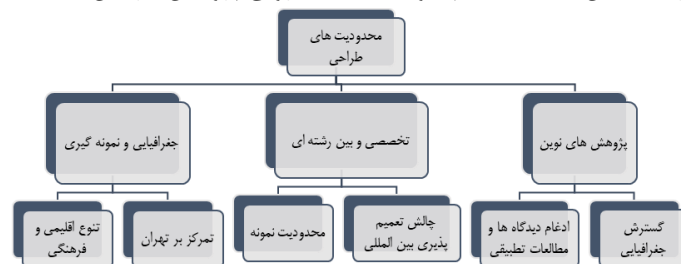 محدودیت های
طراحی
پژوهش های نوین
تخصصی و بین رشته ای
جغرافیایی و نمونه گیری
گسترش
جغرافیایی
ادغام دیدگاه ها و
مطالعات تطبیقی
چالش تعمیم
پذیری بین المللی
محدودیت نمونه
تمرکز بر تهران
تنوع اقلیمی و
فرهنگی